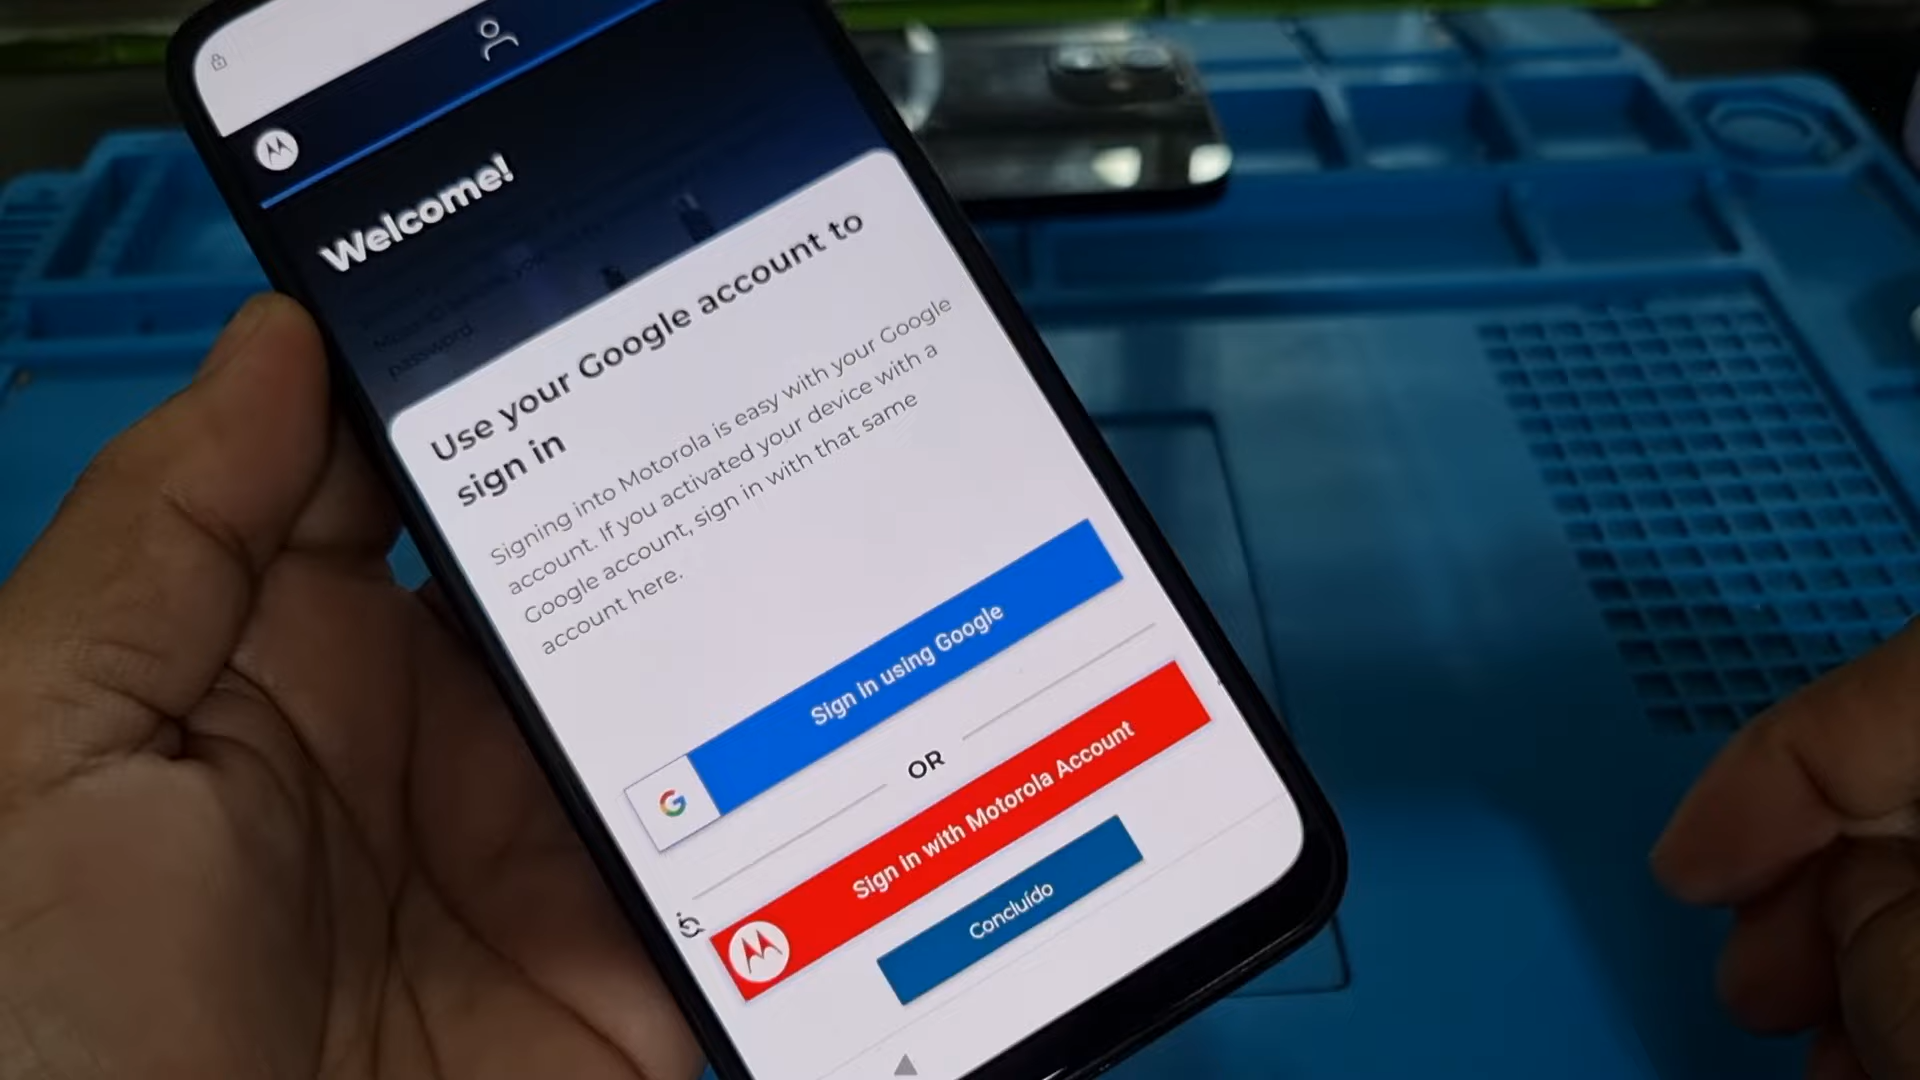 Welcome!
password
Use your Google account to
sign in
Signing into Motorola is easy with your Google
account. If you activated your device with a
Google account, sign in with that same
account here.
G
Sign in using Google
OR
Sign in with Motorola Account
Concluído